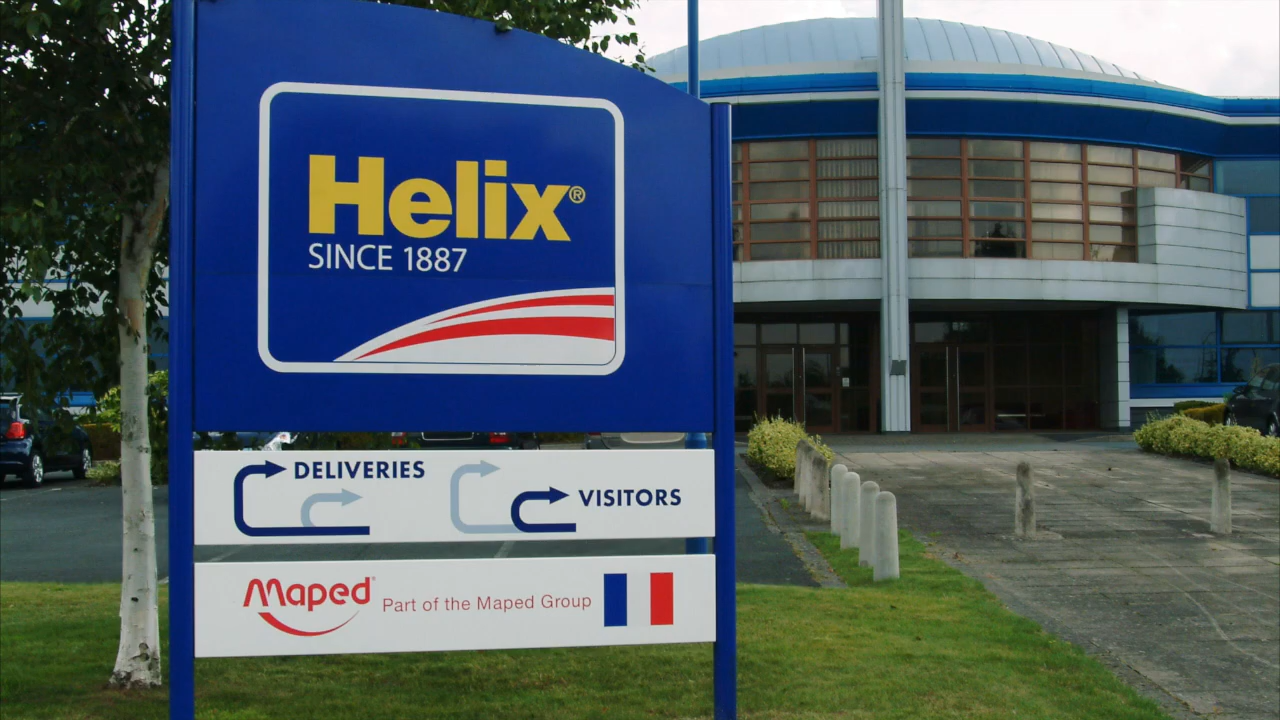 Helix®
SINCE 1887
DELIVERIES
VISITORS
Maped®
Part of the Maped Group